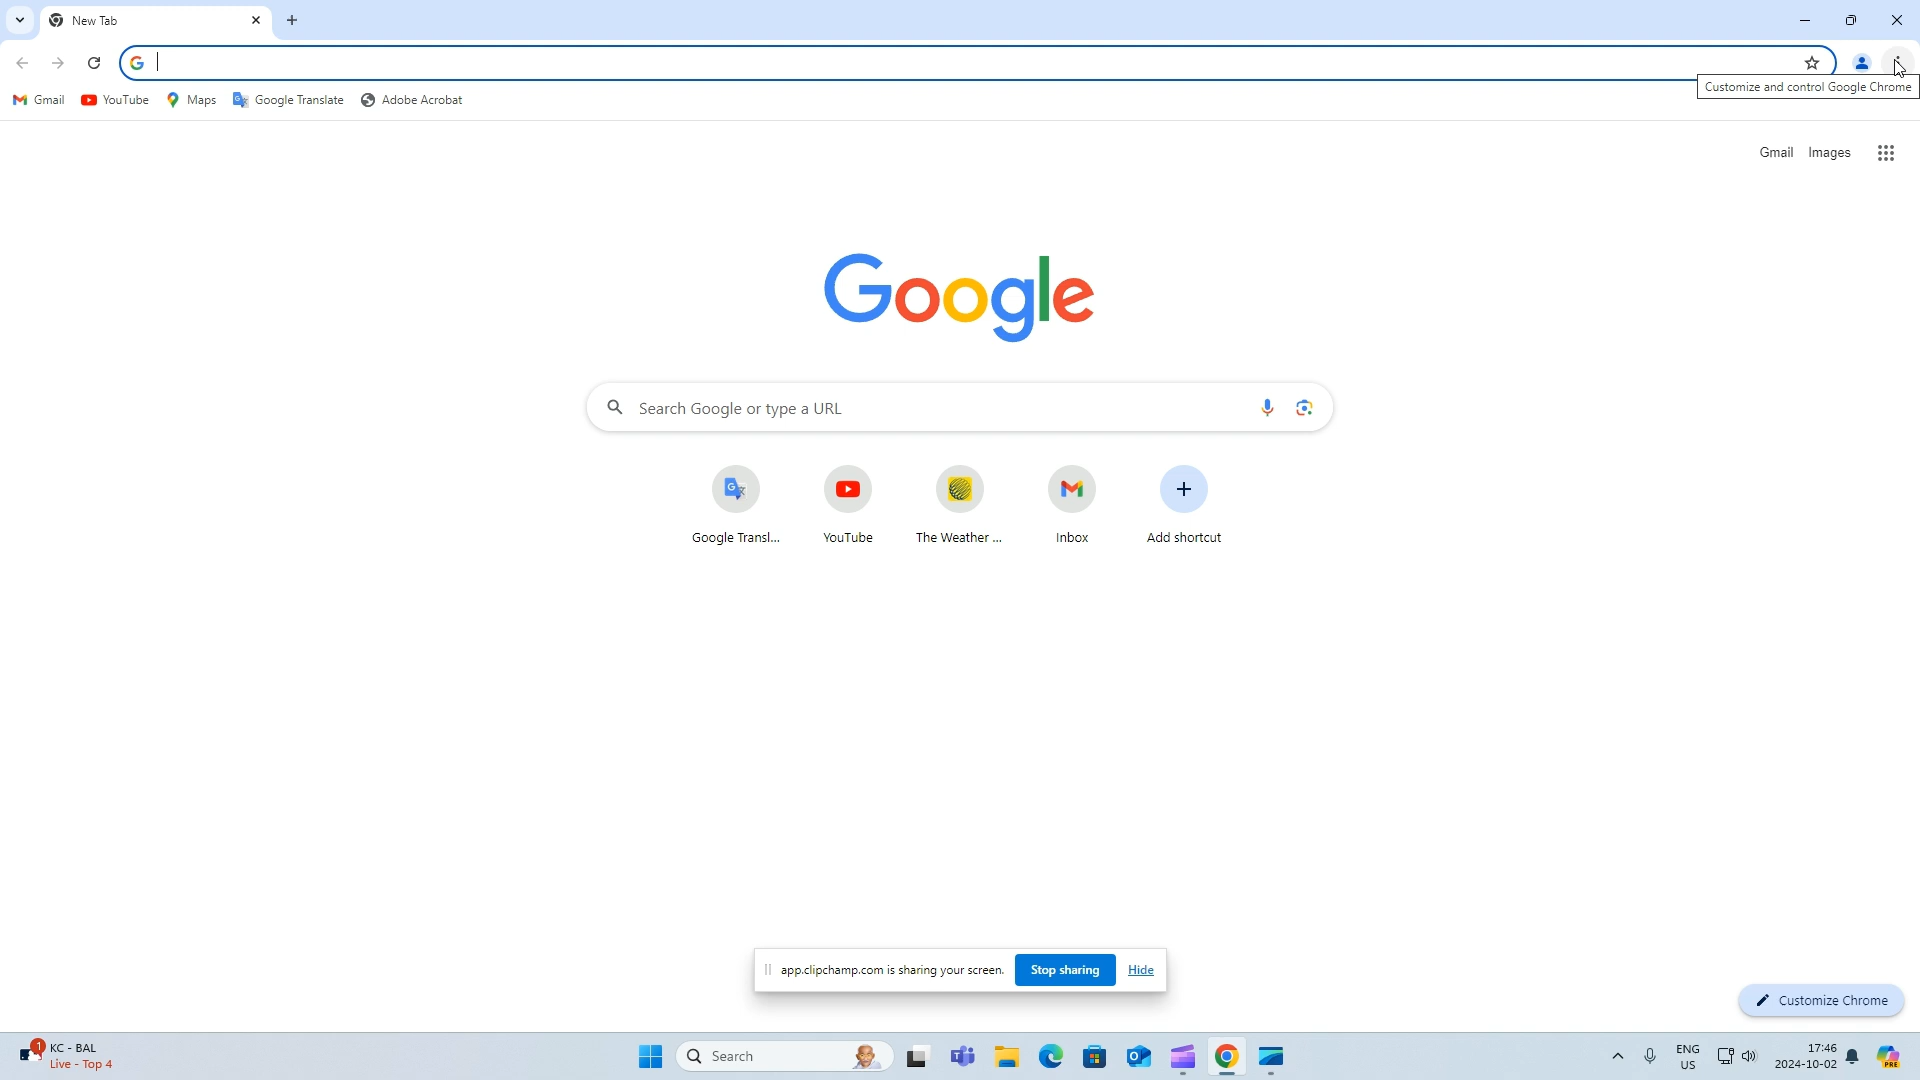 New Tab
Customize and control Google Chrome
Gmail YouTube Maps Google Translate Adobe Acrobat
Gmail Images
Google
Search Google or type a URL
Google Transl... YouTube The Weather ... Inbox Add shortcut
app.clipchamp.com is sharing your screen. Stop sharing Hide
Customize Chrome
1 KC - BAL
Live - Top 4
Search
ENG
US
17:46
2024-10-02
PRE